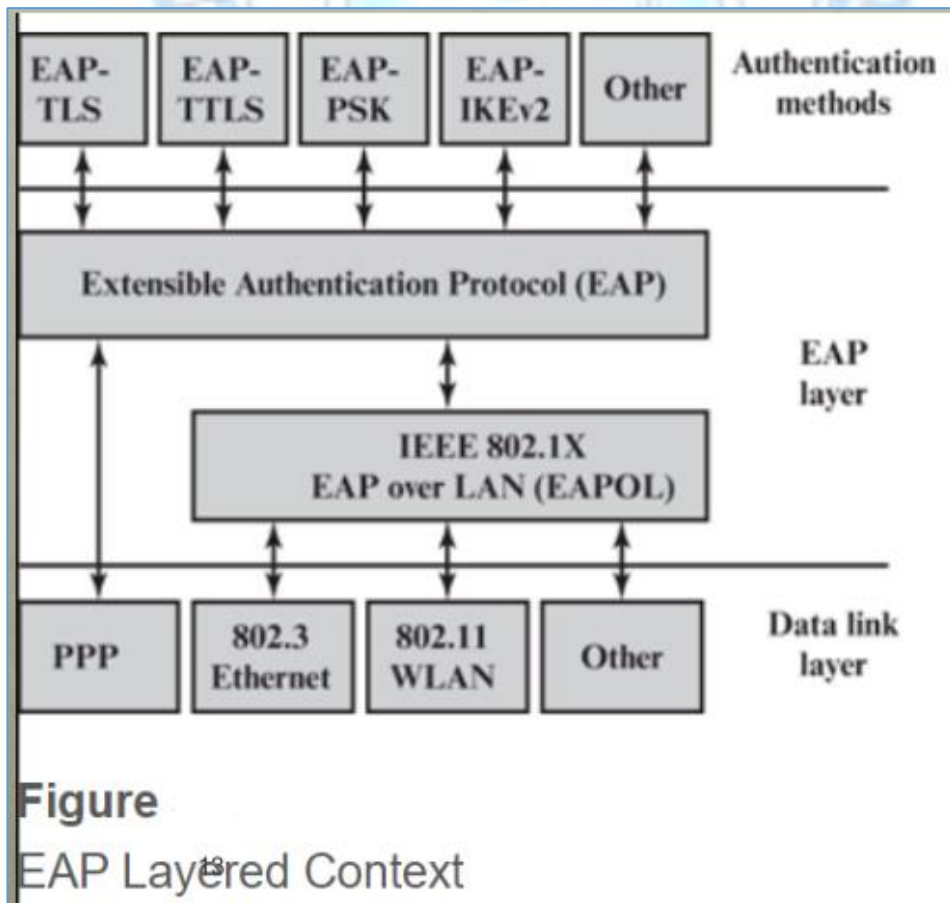 EAP-
TLS
EAP-
TTLS
EAP-
PSK
EAP-
IKEv2
Other
Authentication
methods
Extensible Authentication Protocol (EAP)
EAP
layer
IEEE 802.1X
EAP over LAN (EAPOL)
PPP
802.3
Ethernet
802.11
WLAN
Other
Data link
layer
Figure
EAP Layered Context
13